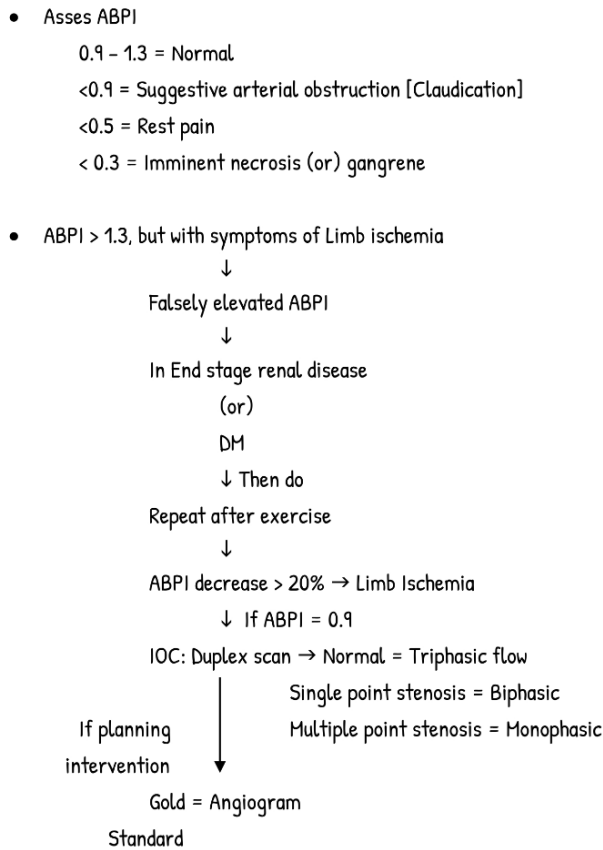 • Asses ABPI
0.9 – 1.3 = Normal
<0.9 = Suggestive arterial obstruction [Claudication]
<0.5 = Rest pain
< 0.3 = Imminent necrosis (or) gangrene
• ABPI > 1.3, but with symptoms of Limb ischemia
↓
Falsely elevated ABPI
↓
In End stage renal disease
(or)
DM
↓ Then do
Repeat after exercise
↓
ABPI decrease > 20% → Limb Ischemia
↓ If ABPI = 0.9
IOC: Duplex scan → Normal = Triphasic flow
Single point stenosis = Biphasic
If planning
Multiple point stenosis = Monophasic
intervention
Gold = Angiogram
Standard